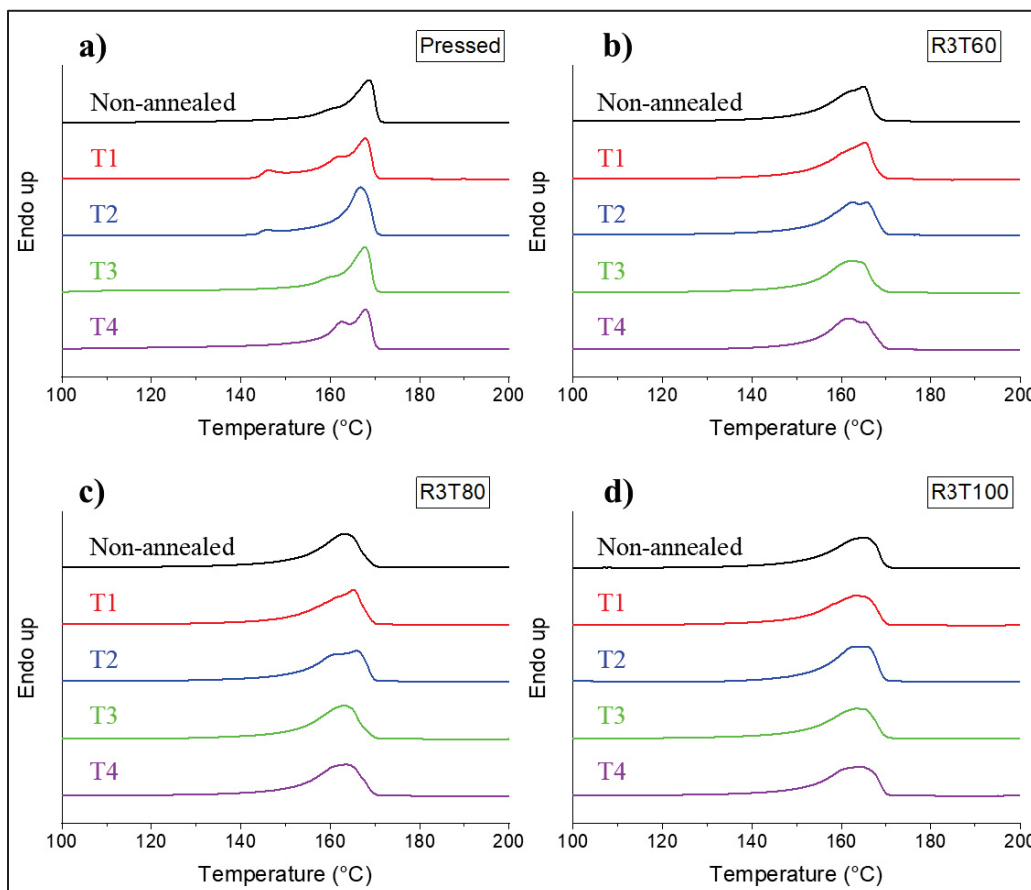 a)
Pressed
Non-annealed
T1
T2
T3
T4
Endo up
100 120 140 160 180 200
Temperature (°C)
b)
R3T60
Non-annealed
T1
T2
T3
T4
Endo up
100 120 140 160 180 200
Temperature (°C)
c)
R3T80
Non-annealed
T1
T2
T3
T4
Endo up
100 120 140 160 180 200
Temperature (°C)
d)
R3T100
Non-annealed
T1
T2
T3
T4
Endo up
100 120 140 160 180 200
Temperature (°C)